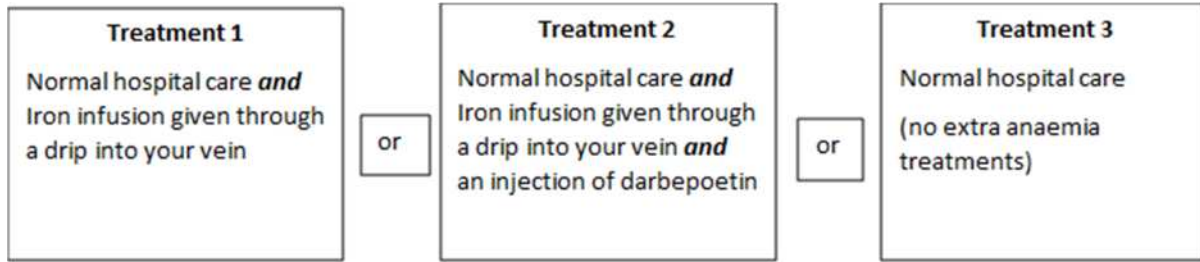 Treatment 1
Normal hospital care and
Iron infusion given through
a drip into your vein
or
Treatment 2
Normal hospital care and
Iron infusion given through
a drip into your vein and
an injection of darbepoetin
or
Treatment 3
Normal hospital care
(no extra anaemia
treatments)